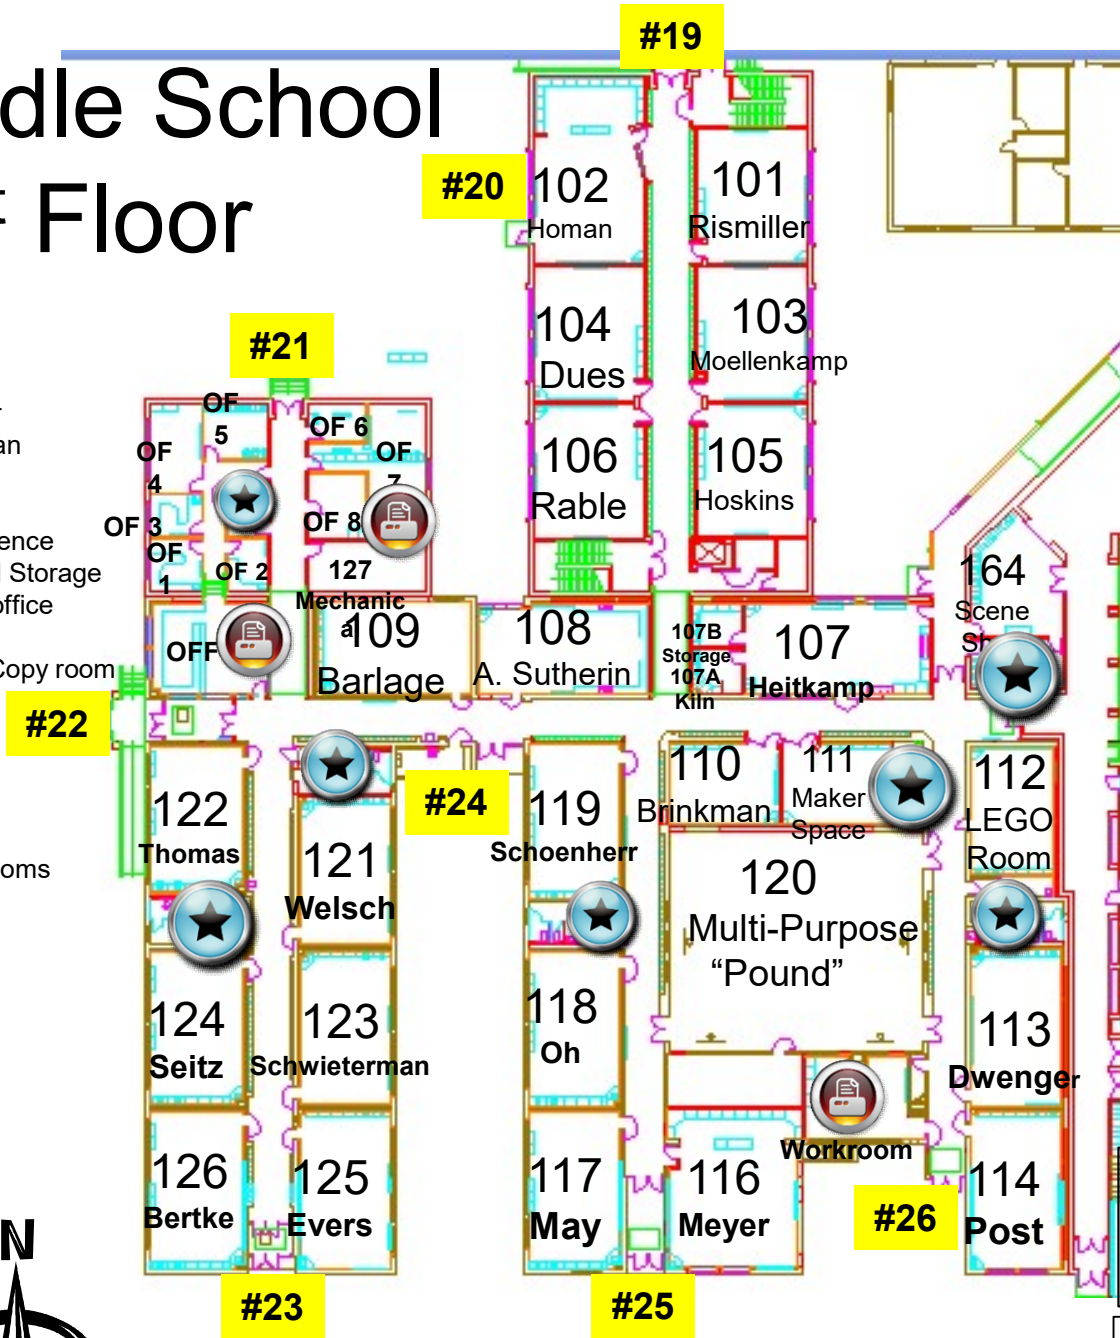 #19
dle School
Floor
#20
102
Homan
101
Rismiller
104
Dues
103
Moellenkamp
#21
OF
5
OF 6
OF
4
OF
7
an
106
Rable
105
Hoskins
OF 3
OF 8
ence
OF
1
OF 2
127
Mechanic
a
Storage
office
164
Scene
OFF
109
Barlage
108
A. Sutherin
107B
Storage
107A
Kiln
107
Heitkamp
Copy room
#22
#24
122
Thomas
121
Welsch
119
Schoenherr
110
Brinkman
111
Maker
Space
112
LEGO
Room
ooms
120
Multi-Purpose
“Pound”
124
Seitz
123
Schwieterman
118
Oh
113
Dwenger
Workroom
126
Bertke
125
Evers
117
May
116
Meyer
#26
114
Post
N
#23
#25